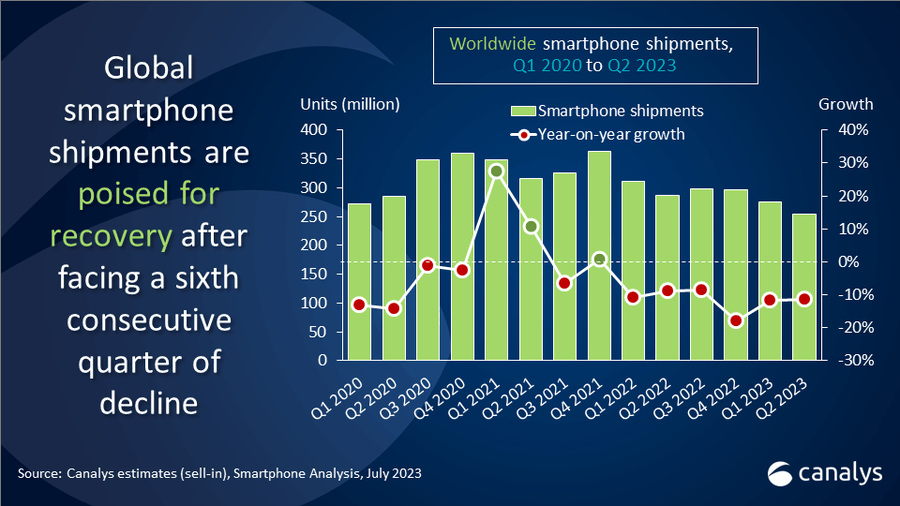 Global
smartphone
shipments are
poised for
recovery after
facing a sixth
consecutive
quarter of
decline
Worldwide smartphone shipments,
Q1 2020 to Q2 2023
Units (million)
Growth
Smartphone shipments
Year-on-year growth
400
350
300
250
200
150
100
50
0
40%
30%
20%
10%
0%
-10%
-20%
-30%
Q1 2020
Q2 2020
Q3 2020
Q4 2020
Q1 2021
Q2 2021
Q3 2021
Q4 2021
Q1 2022
Q2 2022
Q3 2022
Q4 2022
Q1 2023
Q2 2023
Source: Canalys estimates (sell-in), Smartphone Analysis, July 2023
canalys